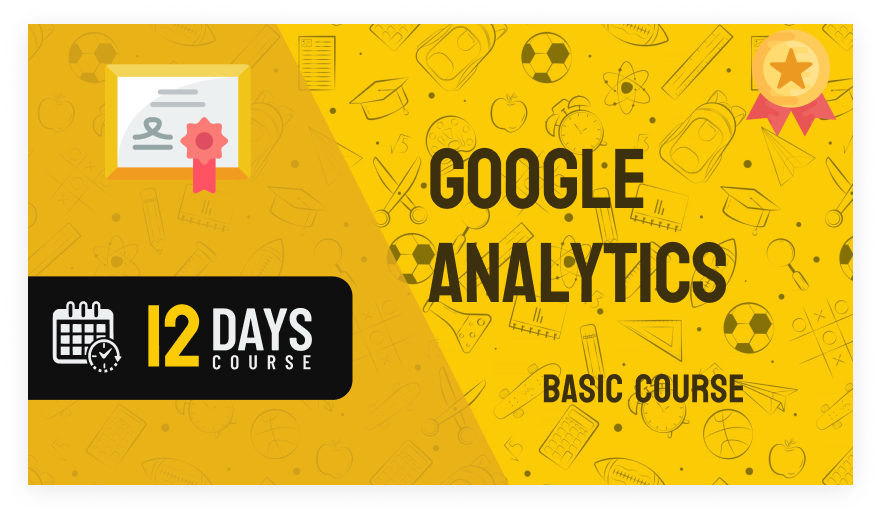 GOOGLE
ANALYTICS
12 DAYS
COURSE
BASIC COURSE